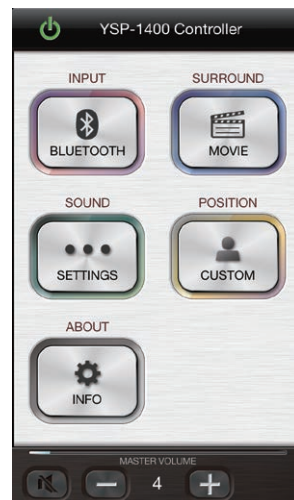 YSP-1400 Controller
INPUT
SURROUND
BLUETOOTH
MOVIE
SOUND
POSITION
SETTINGS
CUSTOM
ABOUT
INFO
MASTER VOLUME
4